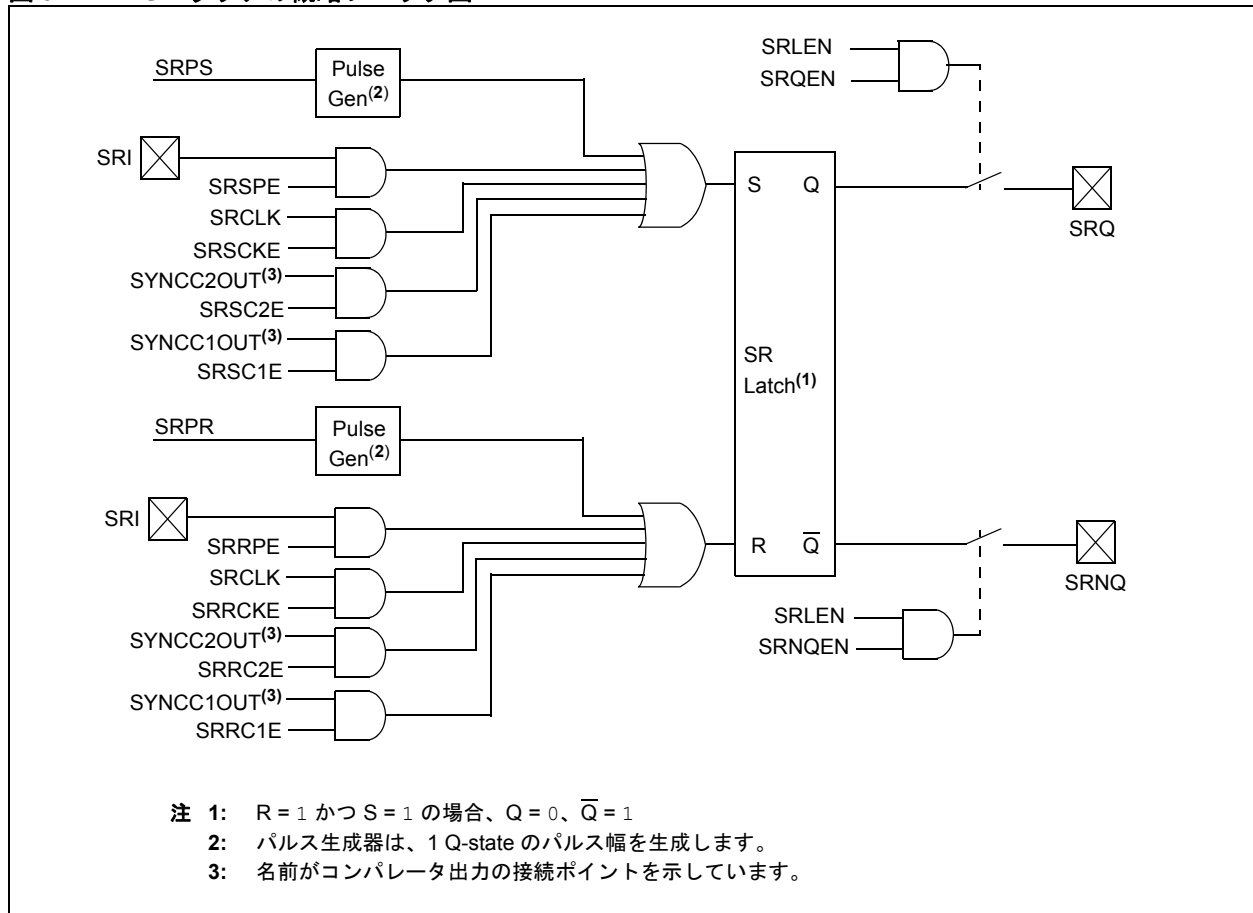 SRPS
Pulse
Gen(2)
SRI
SRSPE
SRCLK
SRSCKE
SYNCC2OUT(3)
SRSC2E
SYNCC1OUT(3)
SRSC1E
SRLEN
SRQEN
S Q
SRQ
SR
Latch(1)
SRPR
Pulse
Gen(2)
SRI
SRRPE
SRCLK
SRRCKE
SYNCC2OUT(3)
SRRC2E
SYNCC1OUT(3)
SRRC1E
R Q̅
SRNQ
SRLEN
SRNQEN
注 1: R = 1 かつ S = 1 の場合、Q = 0、Q̅ = 1
2: パルス生成器は、1 Q-state のパルス幅を生成します。
3: 名前がコンパレータ出力の接続ポイントを示しています。